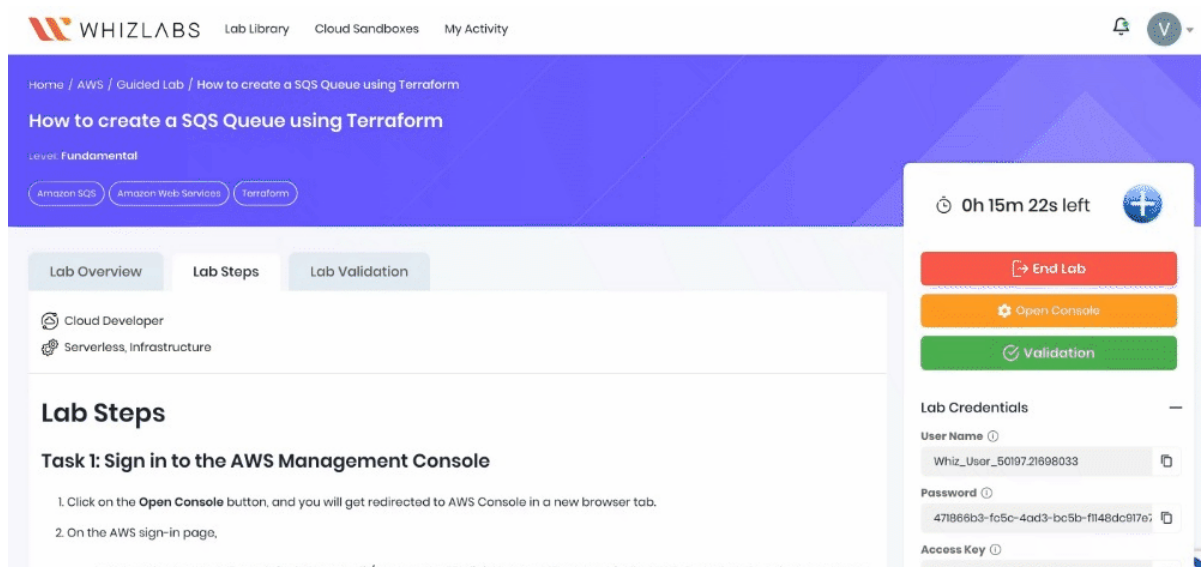 WHIZLABS Lab Library Cloud Sandboxes My Activity V
Home / AWS / Guided Lab / How to create a SQS Queue using Terraform
How to create a SQS Queue using Terraform
Level: Fundamental
Amazon SQS Amazon Web Services Terraform
0h 15m 22s left
Lab Overview Lab Steps Lab Validation
End Lab
Open Console
Validation
Cloud Developer
Serverless, Infrastructure
Lab Steps
Task 1: Sign in to the AWS Management Console
1. Click on the Open Console button, and you will get redirected to AWS Console in a new browser tab.
2. On the AWS sign-in page,
Lab Credentials
User Name
Whiz_User_50197.21698033
Password
471866b3-fc5c-4ad3-bc5b-f1148dc917e7
Access Key